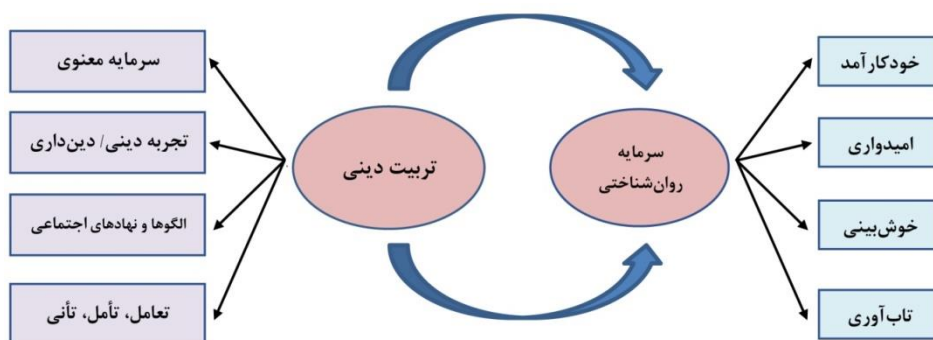 سرمایه معنوی
تجربه دینی/ دین‌داری
الگوها و نهادهای اجتماعی
تعامل، تأمل، تأنی
تربیت دینی
سرمایه
روان‌شناختی
خودکارآمد
امیدواری
خوش‌بینی
تاب‌آوری